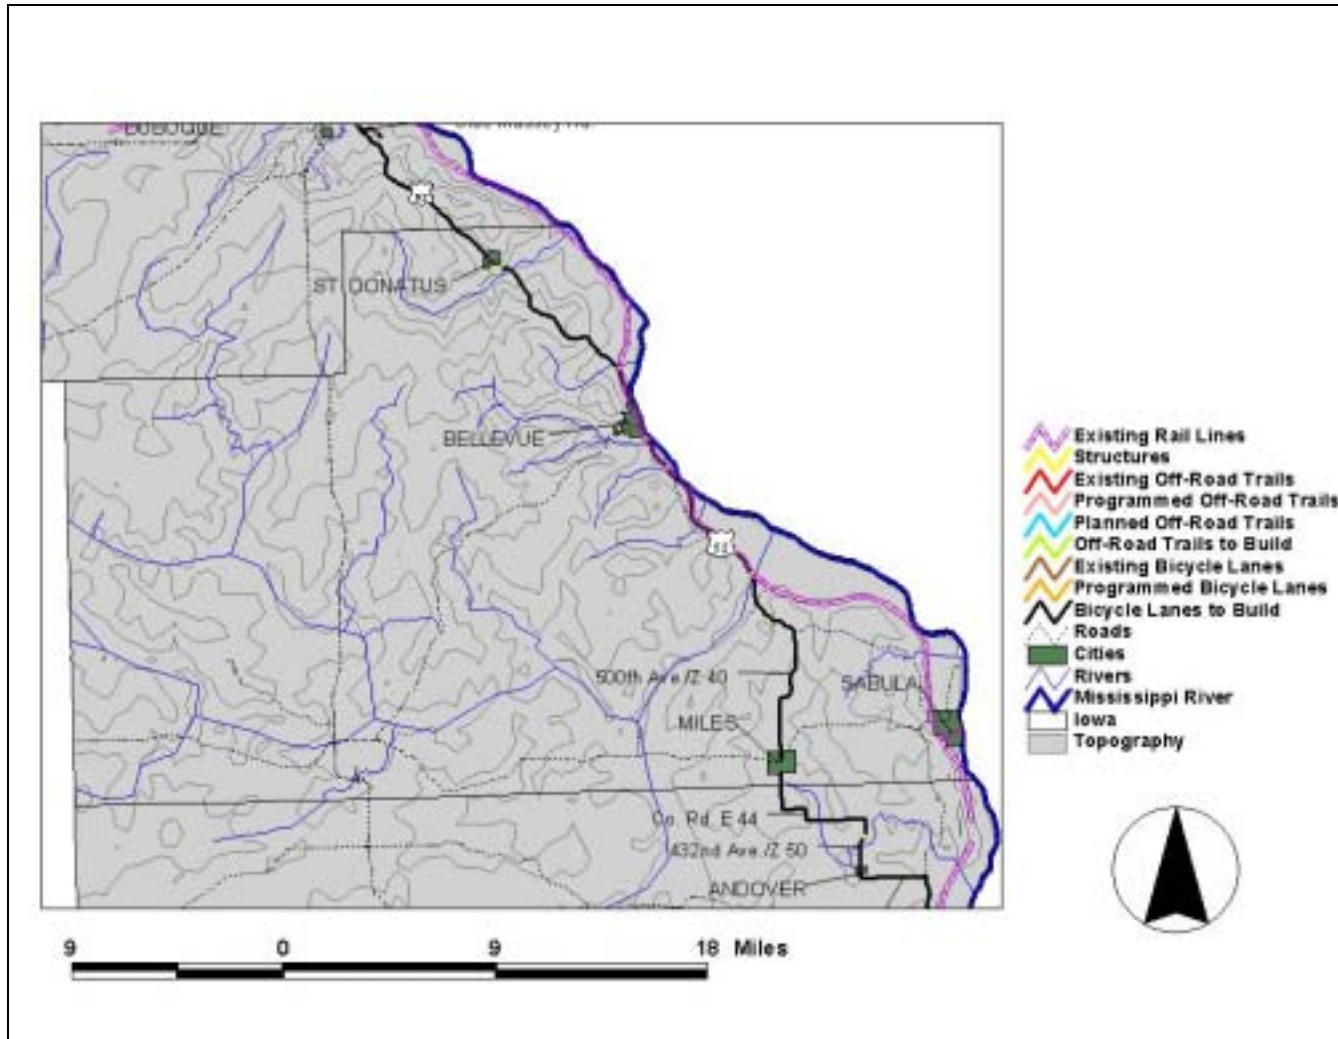 DUBUQUE
ST. DONATUS
BELLEVUE
500th Ave./Z 40
SABULA
MILES
Co. Rd. E 44
432nd Ave./Z 50
ANDOVER
Existing Rail Lines
Structures
Existing Off-Road Trails
Programmed Off-Road Trails
Planned Off-Road Trails
Off-Road Trails to Build
Existing Bicycle Lanes
Programmed Bicycle Lanes
Bicycle Lanes to Build
Roads
Cities
Rivers
Mississippi River
Iowa
Topography
9 0 9 18 Miles